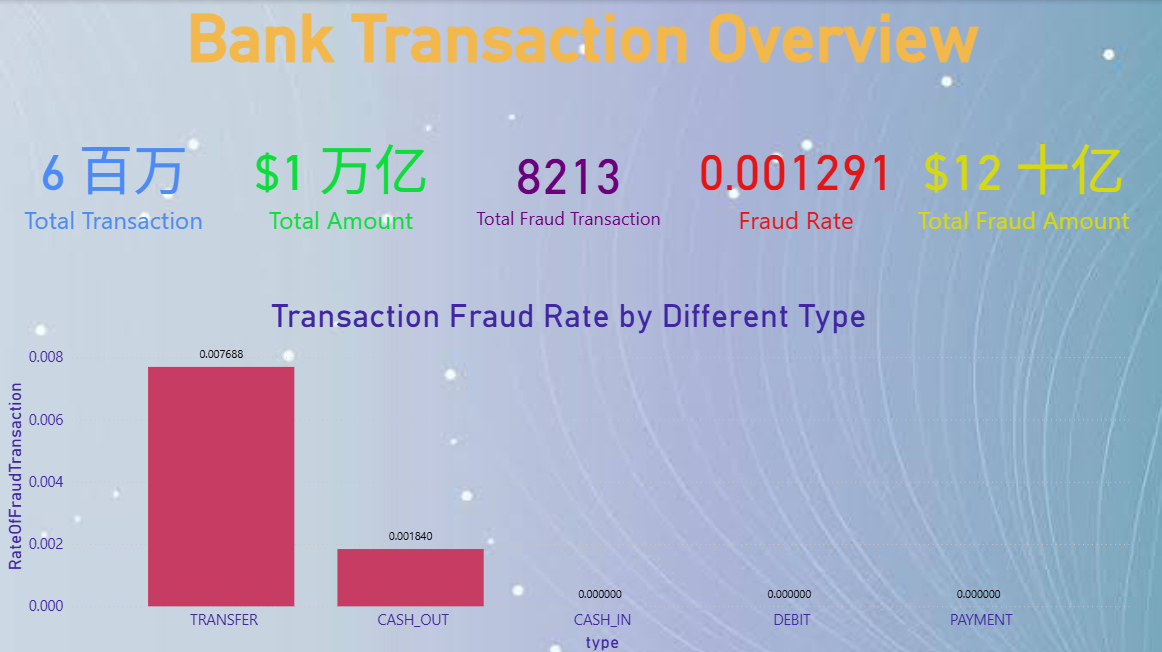 Bank Transaction Overview
6 百万
Total Transaction
$1 万亿
Total Amount
8213
Total Fraud Transaction
0.001291
Fraud Rate
$12 十亿
Total Fraud Amount
Transaction Fraud Rate by Different Type
RateOfFraudTransaction
0.008
0.006
0.004
0.002
0.000
0.007688
0.001840
0.000000
0.000000
0.000000
TRANSFER
CASH_OUT
CASH_IN
DEBIT
PAYMENT
type